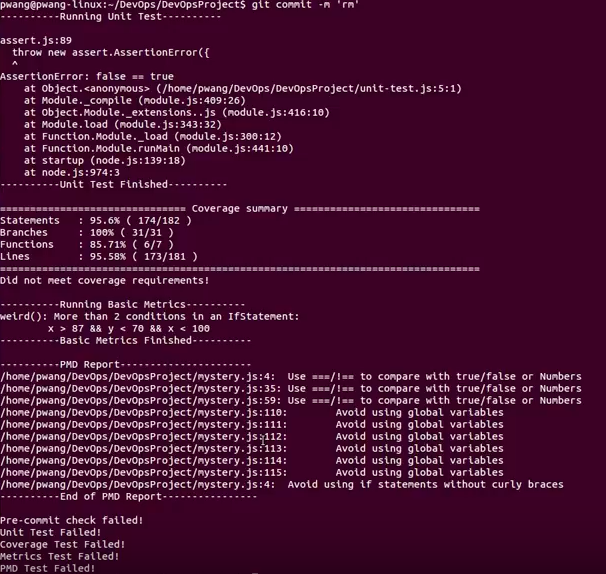 pwang@pwang-linux:~/DevOps/DevOpsProject$ git commit -m 'rm'
----------Running Unit Test----------
assert.js:89
  throw new assert.AssertionError({
  ^
AssertionError: false == true
    at Object.<anonymous> (/home/pwang/DevOps/DevOpsProject/unit-test.js:5:1)
    at Module._compile (module.js:409:26)
    at Object.Module._extensions..js (module.js:416:10)
    at Module.load (module.js:343:32)
    at Function.Module._load (module.js:300:12)
    at Function.Module.runMain (module.js:441:10)
    at startup (node.js:139:18)
    at node.js:974:3
----------Unit Test Finished----------
=============================== Coverage summary ===============================
Statements   : 95.6% ( 174/182 )
Branches     : 100% ( 31/31 )
Functions    : 85.71% ( 6/7 )
Lines        : 95.58% ( 173/181 )
================================================================================
Did not meet coverage requirements!
----------Running Basic Metrics----------
weird(): More than 2 conditions in an IfStatement:
        x > 87 && y < 70 && x < 100
----------Basic Metrics Finished----------
----------PMD Report-----------------
/home/pwang/DevOps/DevOpsProject/mystery.js:4:  Use ===/!== to compare with true/false or Numbers
/home/pwang/DevOps/DevOpsProject/mystery.js:35: Use ===/!== to compare with true/false or Numbers
/home/pwang/DevOps/DevOpsProject/mystery.js:59: Use ===/!== to compare with true/false or Numbers
/home/pwang/DevOps/DevOpsProject/mystery.js:110:        Avoid using global variables
/home/pwang/DevOps/DevOpsProject/mystery.js:111:        Avoid using global variables
/home/pwang/DevOps/DevOpsProject/mystery.js:112:        Avoid using global variables
/home/pwang/DevOps/DevOpsProject/mystery.js:113:        Avoid using global variables
/home/pwang/DevOps/DevOpsProject/mystery.js:114:        Avoid using global variables
/home/pwang/DevOps/DevOpsProject/mystery.js:115:        Avoid using global variables
/home/pwang/DevOps/DevOpsProject/mystery.js:4:  Avoid using if statements without curly braces
----------End of PMD Report----------------
Pre-commit check failed!
Unit Test Failed!
Coverage Test Failed!
Metrics Test Failed!
PMD Test Failed!